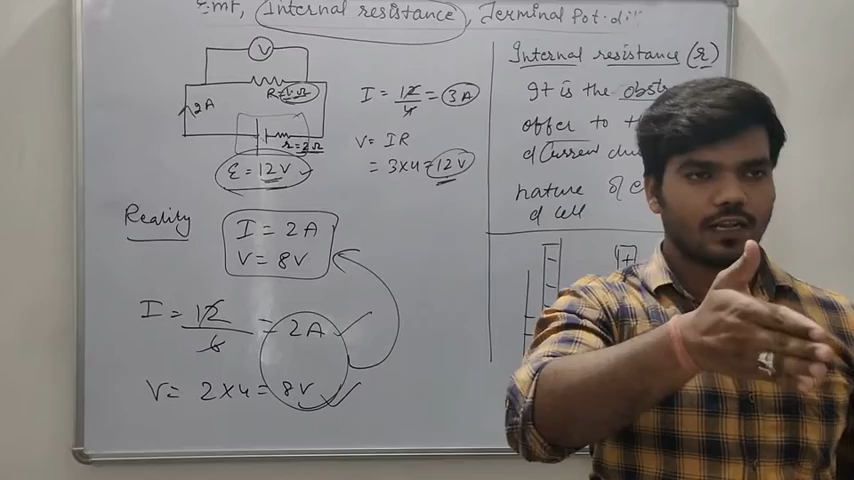 Emf, Internal resistance, Terminal Pot. diff
V
R=4Ω
2A
r=2Ω
ε = 12V
I = 12/4 = 3A
V = IR
= 3×4 = 12V
Reality
I = 2A
V = 8V
I = 12/6 = 2A
V = 2×4 = 8V
Internal resistance (r)
It is the
offer to
of Current
nature of
of cell
+